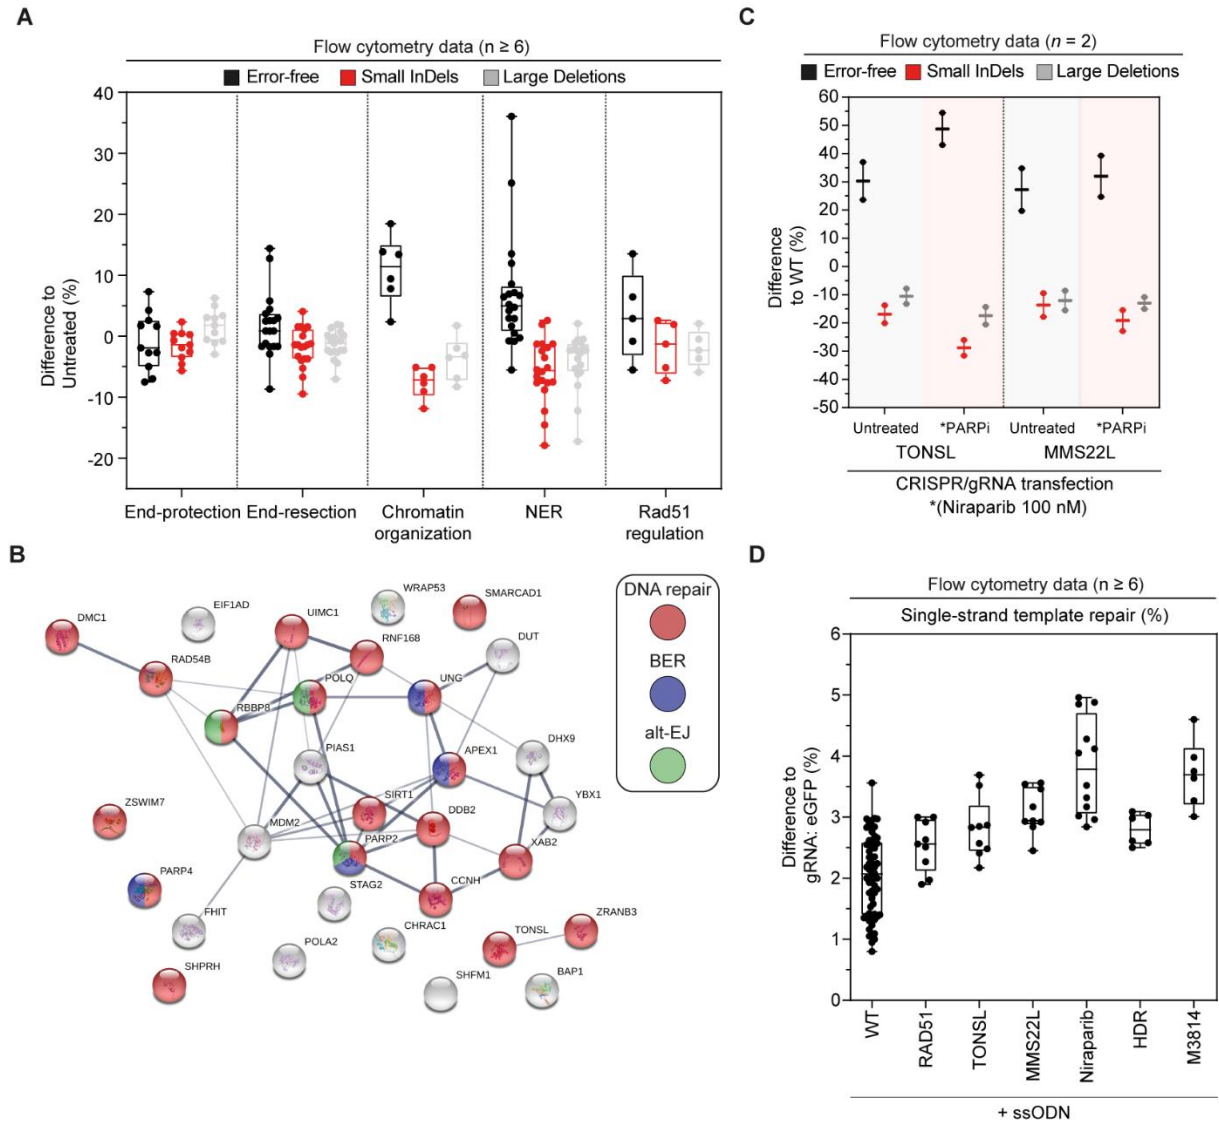 A
Flow cytometry data (n ≥ 6)
Error-free Small InDels Large Deletions
Difference to
Untreated (%)
40
30
20
10
0
-10
-20
End-protection End-resection Chromatin organization NER Rad51 regulation
C
Flow cytometry data (n = 2)
Error-free Small InDels Large Deletions
Difference
to WT (%)
60
50
40
30
20
10
0
-10
-20
-30
-40
-50
Untreated *PARPi Untreated *PARPi
TONSL MMS22L
CRISPR/gRNA transfection
*(Niraparib 100 nM)
B
WRAP53
SMARCAD1
EIF1AD
UIMC1
DMC1
RNF168
DUT
RAD54B
POLQ
UNG
RBBP8
DHX9
PIAS1
APEX1
YBX1
SIRT1
DDB2
ZSWIM7
MDM2
PARP2
XAB2
PARP4
STAG2
CCNH
FHIT
CHRAC1
ZRANB3
POLA2
TONSL
SHPRH
SHFM1
BAP1
DNA repair
BER
alt-EJ
D
Flow cytometry data (n ≥ 6)
Single-strand template repair (%)
Difference to
gRNA: eGFP (%)
6
5
4
3
2
1
0
WT RAD51 TONSL MMS22L Niraparib HDR M3814
+ ssODN